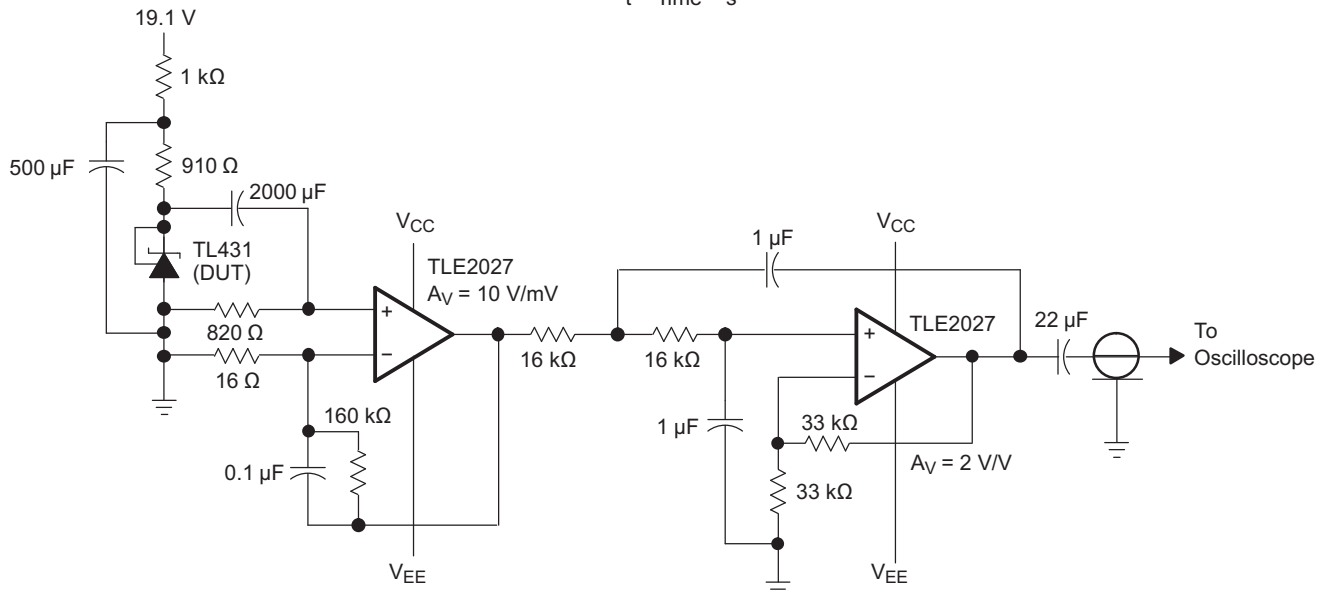 19.1 V
1 kΩ
500 µF
910 Ω
2000 µF
TL431
(DUT)
820 Ω
16 Ω
160 kΩ
0.1 µF
VCC
TLE2027
AV = 10 V/mV
VEE
16 kΩ
16 kΩ
1 µF
1 µF
VCC
TLE2027
33 kΩ
33 kΩ
AV = 2 V/V
VEE
22 µF
To
Oscilloscope